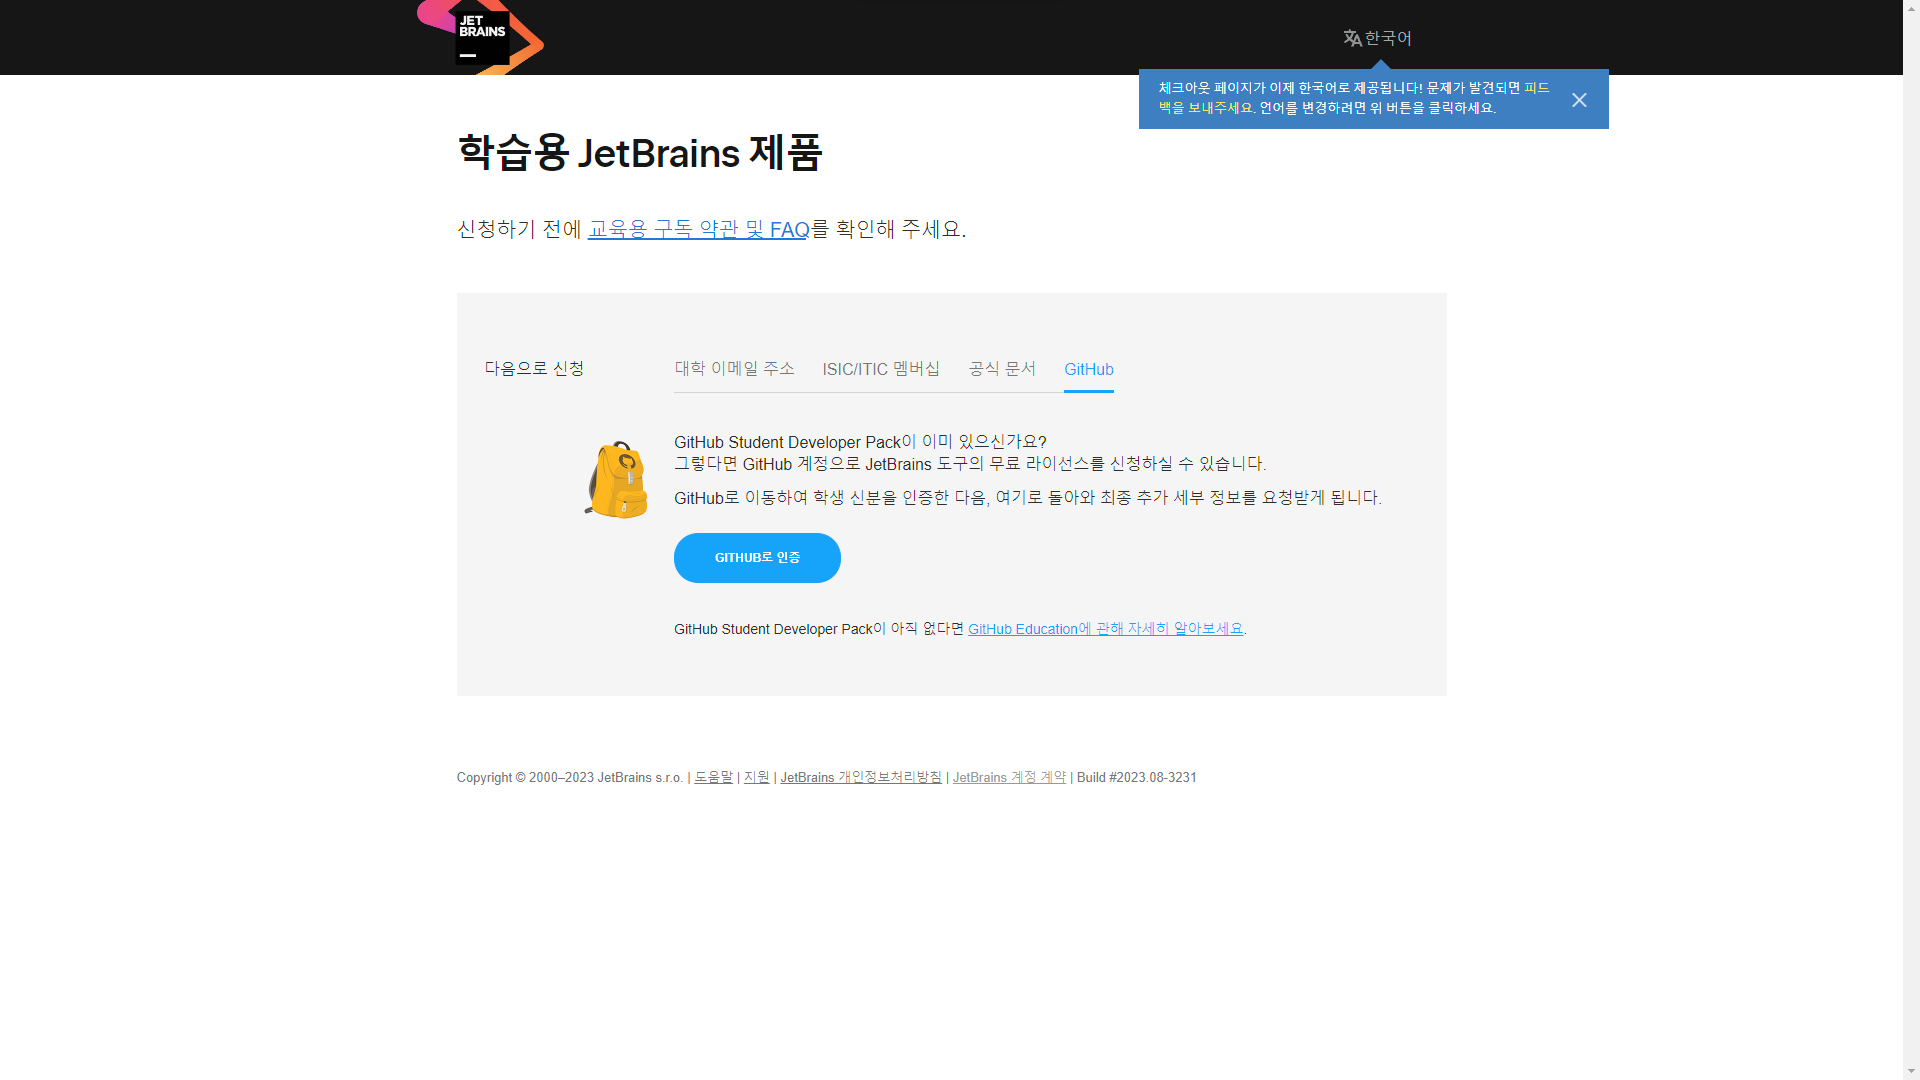 JET
BRAINS
한국어
체크아웃 페이지가 이제 한국어로 제공됩니다! 문제가 발견되면 피드
백을 보내주세요. 언어를 변경하려면 위 버튼을 클릭하세요.
학습용 JetBrains 제품
신청하기 전에 교육용 구독 약관 및 FAQ를 확인해 주세요.
다음으로 신청
대학 이메일 주소 ISIC/ITIC 멤버십 공식 문서 GitHub
GitHub Student Developer Pack이 이미 있으신가요?
그렇다면 GitHub 계정으로 JetBrains 도구의 무료 라이선스를 신청하실 수 있습니다.
GitHub로 이동하여 학생 신분을 인증한 다음, 여기로 돌아와 최종 추가 세부 정보를 요청받게 됩니다.
GITHUB로 인증
GitHub Student Developer Pack이 아직 없다면 GitHub Education에 관해 자세히 알아보세요.
Copyright © 2000–2023 JetBrains s.r.o. | 도움말 | 지원 | JetBrains 개인정보처리방침 | JetBrains 계정 계약 | Build #2023.08-3231